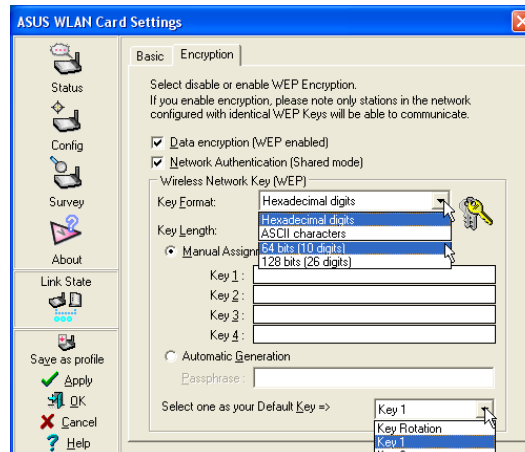 ASUS WLAN Card Settings
Status
Config
Survey
About
Link State
Save as profile
Apply
OK
Cancel
Help
Basic
Encryption
Select disable or enable WEP Encryption.
If you enable encryption, please note only stations in the network
configured with identical WEP Keys will be able to communicate.
Data encryption (WEP enabled)
Network Authentication (Shared mode)
Wireless Network Key (WEP)
Key Format: Hexadecimal digits
Hexadecimal digits
ASCII characters
Key Length:
64 bits (10 digits)
128 bits (26 digits)
Manual
Key 1 :
Key 2 :
Key 3 :
Key 4 :
Automatic Generation
Passphrase :
Select one as your Default Key => Key 1
Key Rotation
Key 1